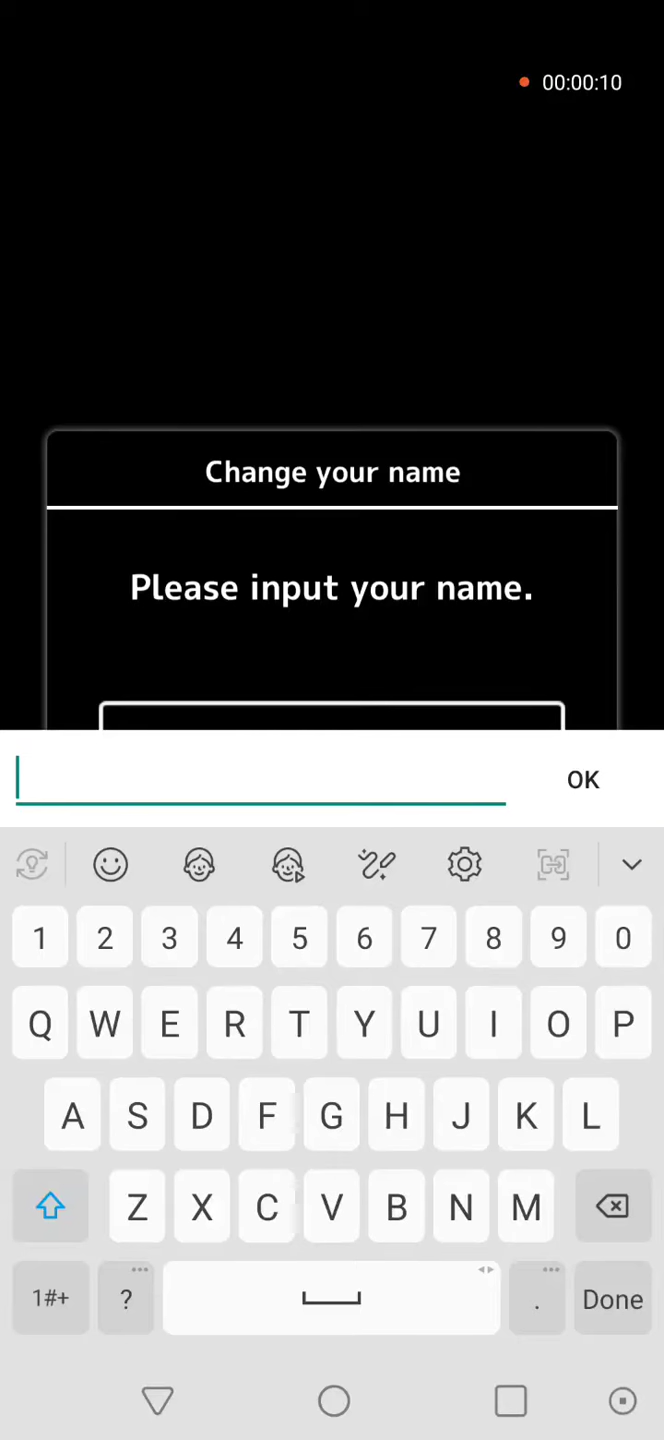 00:00:10
Change your name
Please input your name.
OK
1 2 3 4 5 6 7 8 9 0
Q W E R T Y U I O P
A S D F G H J K L
Z X C V B N M
1#+ ? . Done